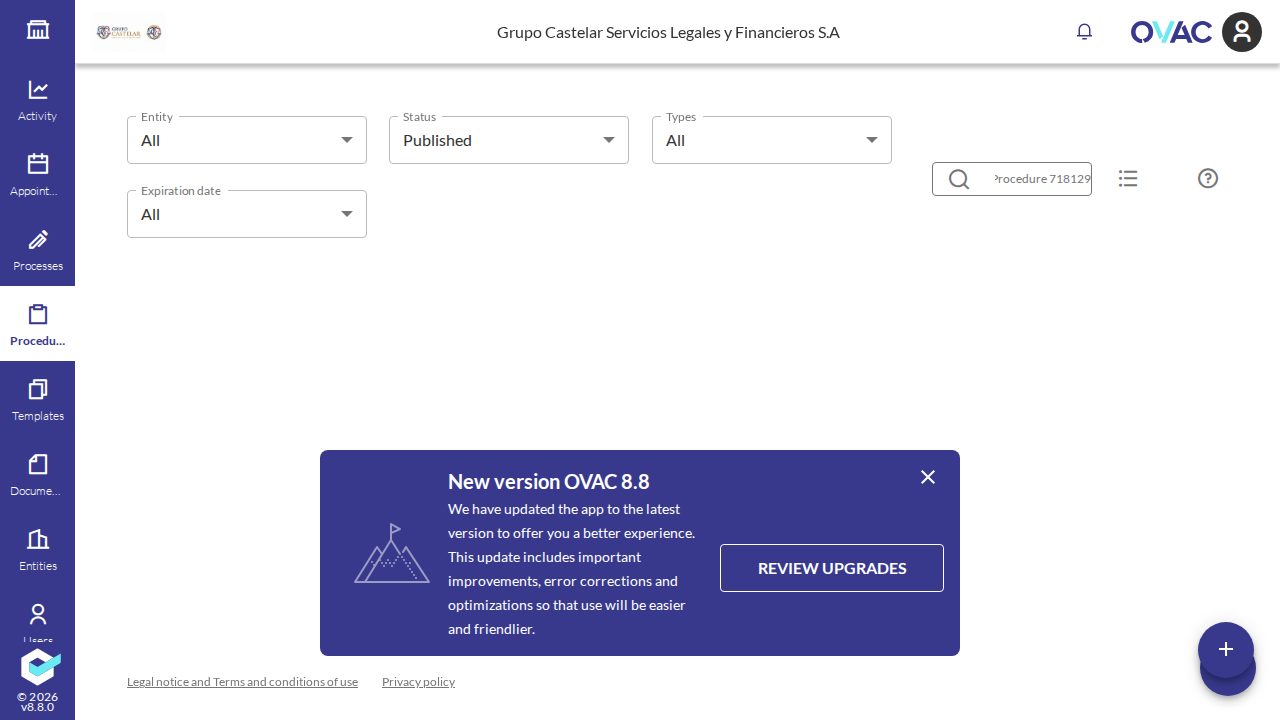 GRUPO
CASTELAR
Grupo Castelar Servicios Legales y Financieros S.A
OVAC
Activity
Appoint...
Processes
Procedu...
Templates
Docume...
Entities
Users
© 2026
v8.8.0
Entity
All
Status
Published
Types
All
Procedure 718129
Expiration date
All
New version OVAC 8.8
We have updated the app to the latest
version to offer you a better experience.
This update includes important
improvements, error corrections and
optimizations so that use will be easier
and friendlier.
REVIEW UPGRADES
Legal notice and Terms and conditions of use
Privacy policy